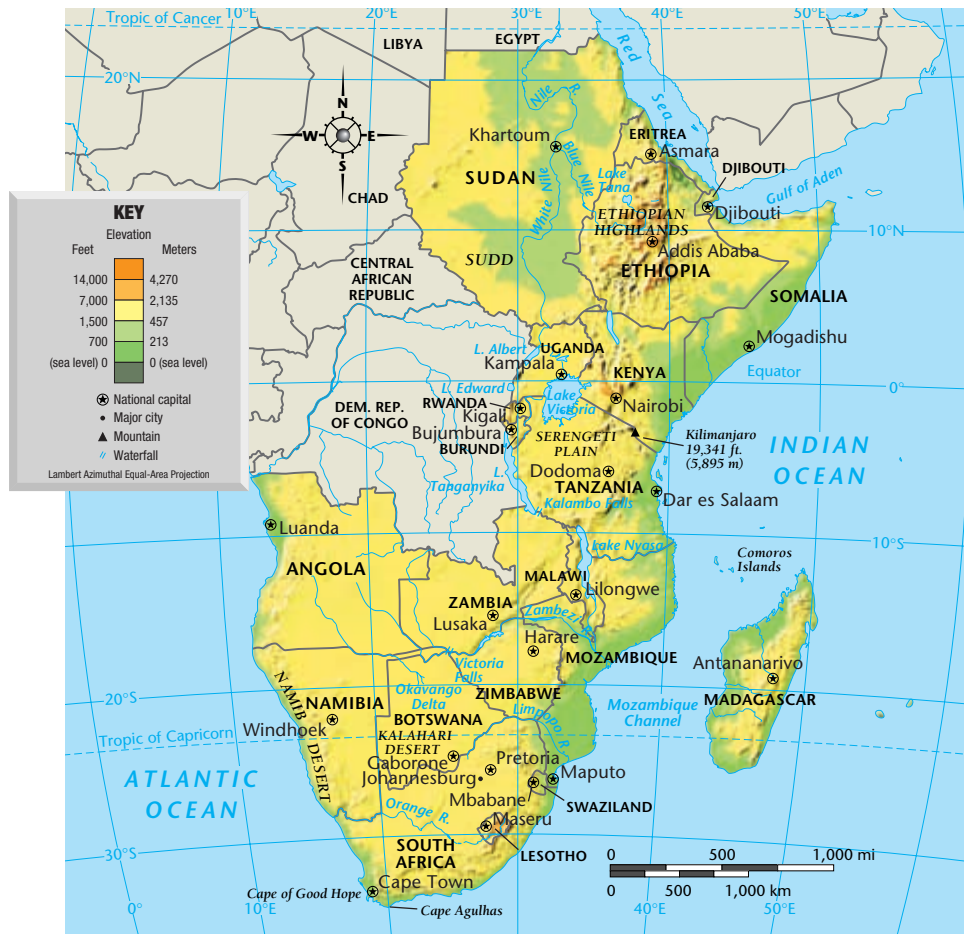 Tropic of Cancer
10°E
20°E
30°E
40°E
50°E
LIBYA
EGYPT
20°N
Red
Sea
N
W
E
S
Nile R.
Khartoum
ERITREA
Asmara
SUDAN
Blue Nile
White Nile
Lake
Tana
DJIBOUTI
Djibouti
Gulf of Aden
CHAD
ETHIOPIAN
HIGHLANDS
10°N
Addis Ababa
ETHIOPIA
SUDD
CENTRAL
AFRICAN
REPUBLIC
SOMALIA
Mogadishu
KEY
Elevation
Feet
Meters
14,000
4,270
7,000
2,135
1,500
457
700
213
(sea level) 0
0 (sea level)
National capital
Major city
Mountain
Waterfall
Lambert Azimuthal Equal-Area Projection
L. Albert
UGANDA
Kampala
KENYA
Equator
0°
L. Edward
RWANDA
Kigali
Lake
Victoria
Nairobi
DEM. REP.
OF CONGO
Bujumbura
BURUNDI
SERENGETI
PLAIN
Kilimanjaro
19,341 ft.
(5,895 m)
INDIAN
OCEAN
L.
Tanganyika
Dodoma
TANZANIA
Dar es Salaam
Kalambo Falls
Luanda
Lake Nyasa
10°S
Comoros
Islands
ANGOLA
MALAWI
Lilongwe
ZAMBIA
Lusaka
Zambezi R.
Harare
MOZAMBIQUE
Victoria
Falls
Antananarivo
MADAGASCAR
20°S
NAMIB DESERT
NAMIBIA
Okavango
Delta
ZIMBABWE
Mozambique
Channel
Windhoek
BOTSWANA
Limpopo R.
KALAHARI
DESERT
Tropic of Capricorn
Gaborone
Pretoria
Johannesburg
Maputo
ATLANTIC
OCEAN
Mbabane
SWAZILAND
Orange R.
Maseru
SOUTH
AFRICA
LESOTHO
30°S
0
500
1,000 mi
0
500
1,000 km
Cape of Good Hope
Cape Town
Cape Agulhas
0°
10°E
40°E
50°E